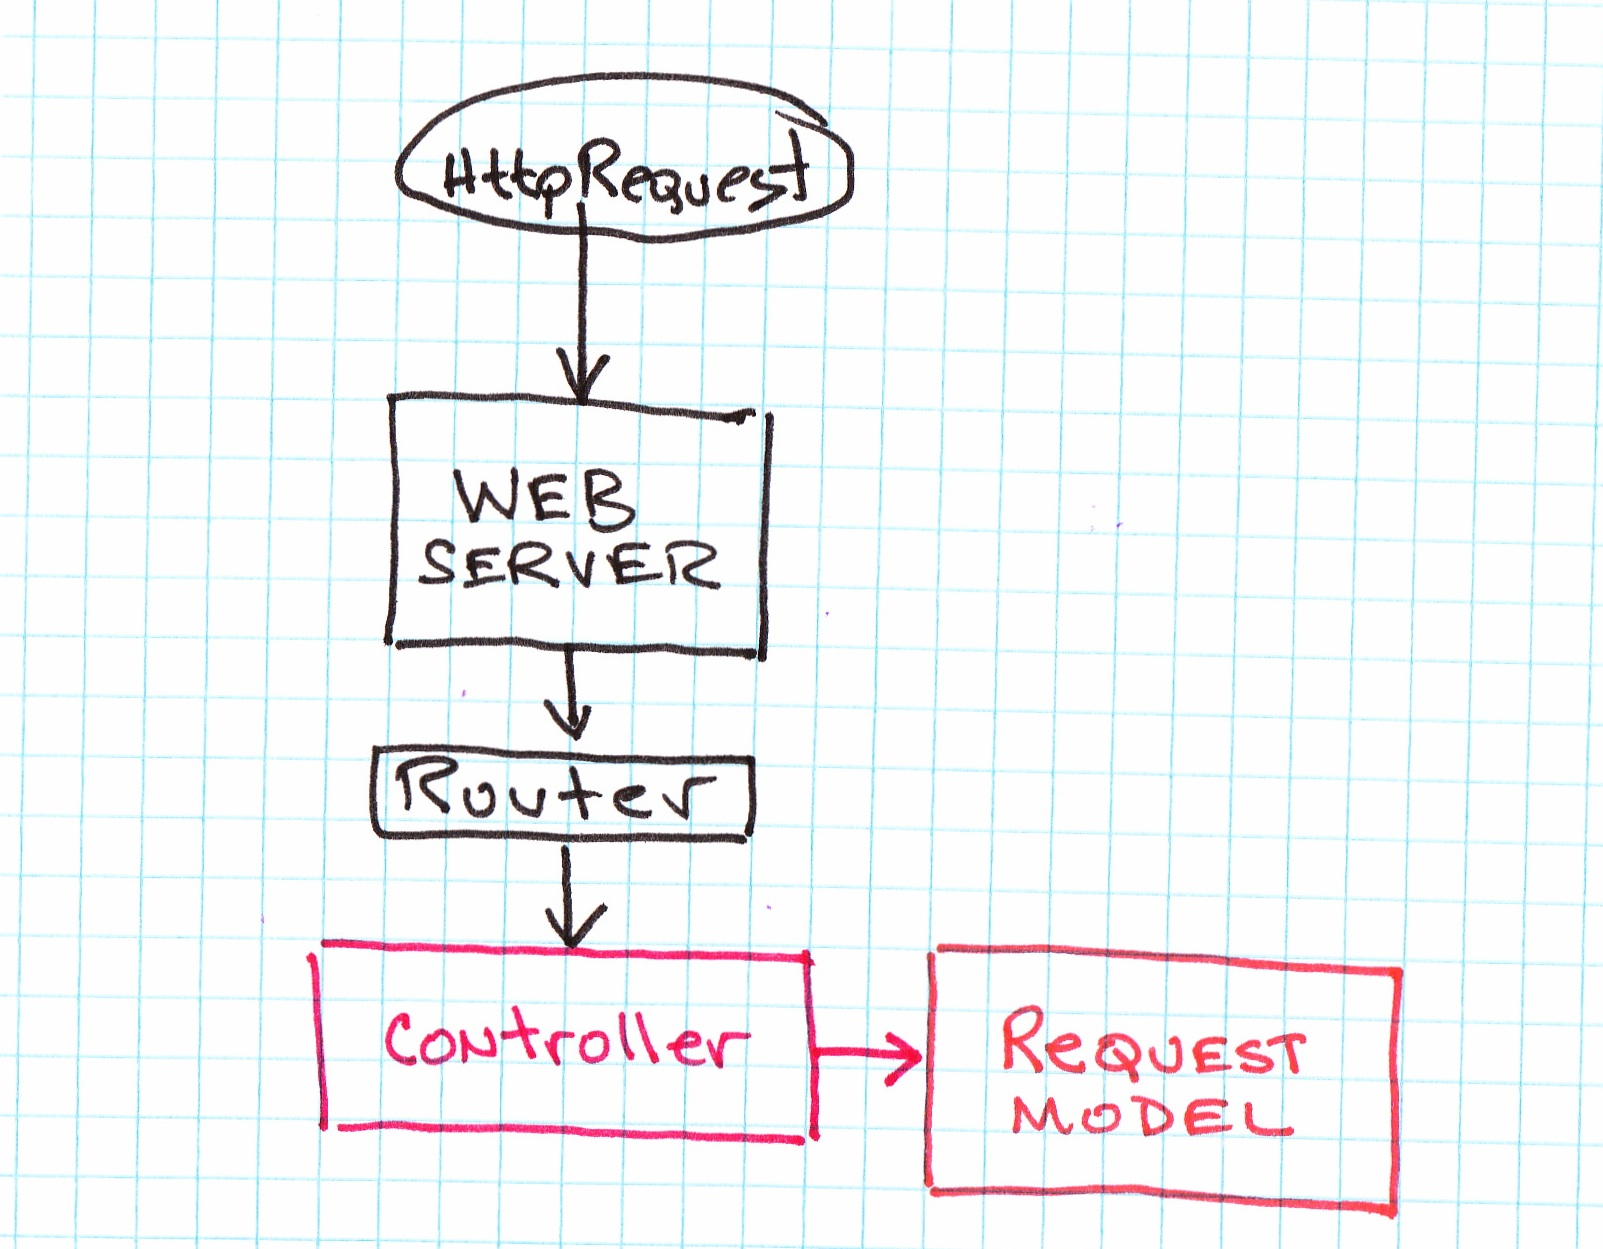 HttpRequest
WEB
SERVER
Router
Controller
REQUEST
MODEL